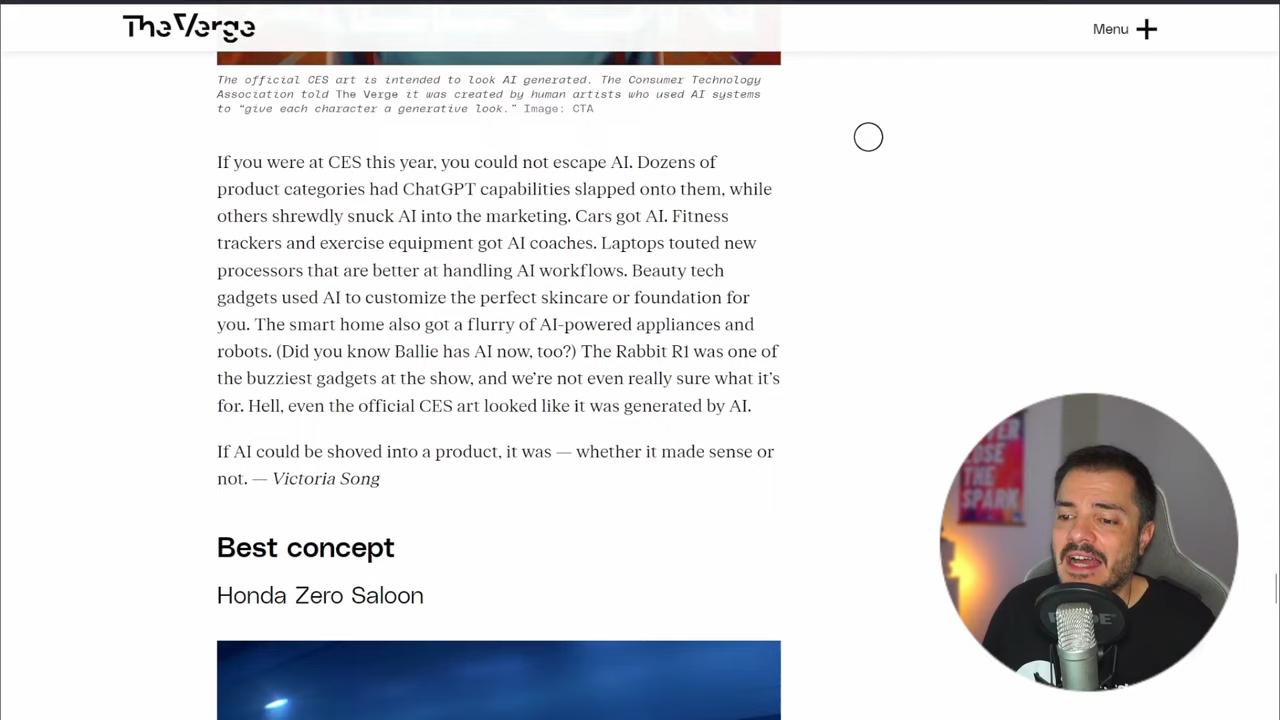 The Verge
Menu
The official CES art is intended to look AI generated. The Consumer Technology
Association told The Verge it was created by human artists who used AI systems
to “give each character a generative look.” Image: CTA
If you were at CES this year, you could not escape AI. Dozens of
product categories had ChatGPT capabilities slapped onto them, while
others shrewdly snuck AI into the marketing. Cars got AI. Fitness
trackers and exercise equipment got AI coaches. Laptops touted new
processors that are better at handling AI workflows. Beauty tech
gadgets used AI to customize the perfect skincare or foundation for
you. The smart home also got a flurry of AI-powered appliances and
robots. (Did you know Ballie has AI now, too?) The Rabbit R1 was one of
the buzziest gadgets at the show, and we’re not even really sure what it’s
for. Hell, even the official CES art looked like it was generated by AI.
If AI could be shoved into a product, it was — whether it made sense or
not. — Victoria Song
Best concept
Honda Zero Saloon
LOSE
THE
SPARK